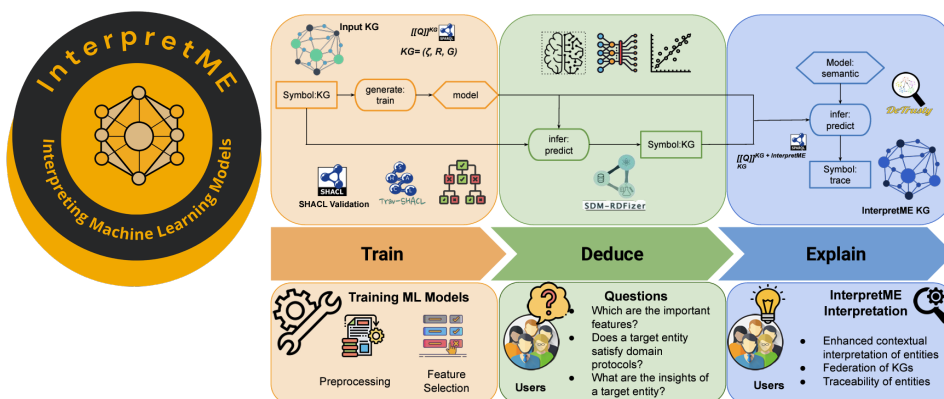 InterpretME
Interpreting Machine Learning Models
Input KG
[[Q]]KG
SHACL
KG= (ζ, R, G)
Symbol:KG
generate:
train
model
SHACL
SHACL Validation
Trav-SHACL
infer:
predict
Symbol:KG
SDM-RDFizer
Model:
semantic
DeTrusty
infer:
predict
SHACL
[[Q]]KG + InterpretME
KG
Symbol:
trace
InterpretME KG
Train
Deduce
Explain
Training ML Models
Preprocessing
Feature
Selection
Users
Questions
• Which are the important
features?
• Does a target entity
satisfy domain
protocols?
• What are the insights of
a target entity?
Users
InterpretME
Interpretation
• Enhanced contextual
interpretation of entities
• Federation of KGs
• Traceability of entities